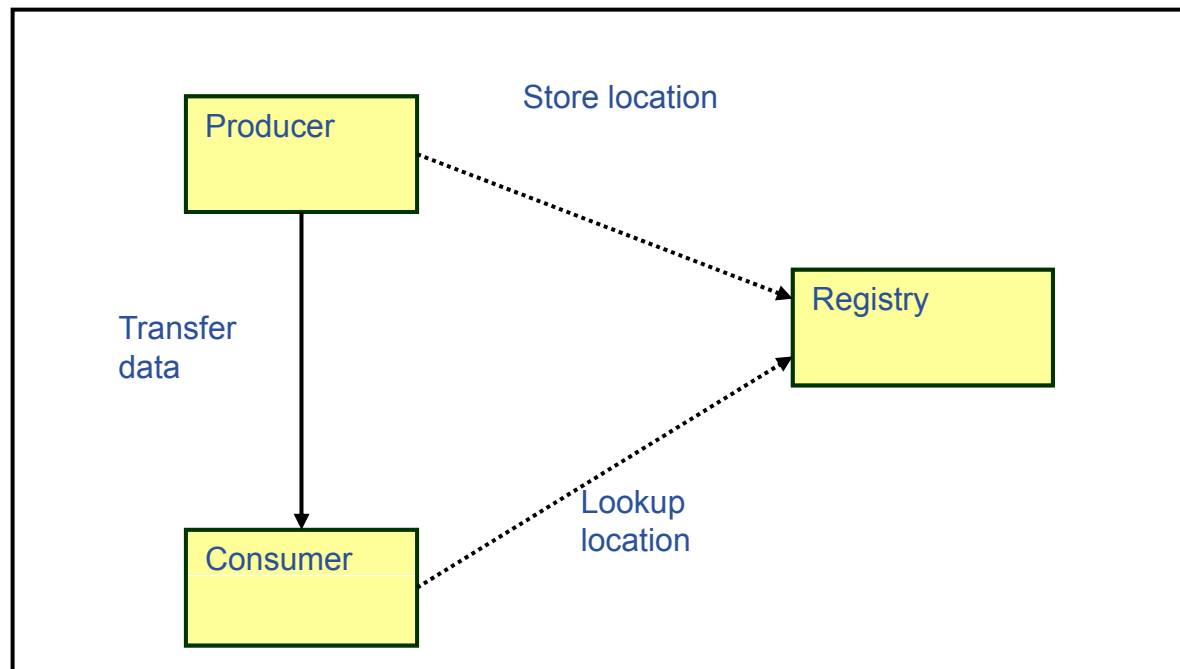 Store location
Producer
Registry
Transfer
data
Lookup
location
Consumer